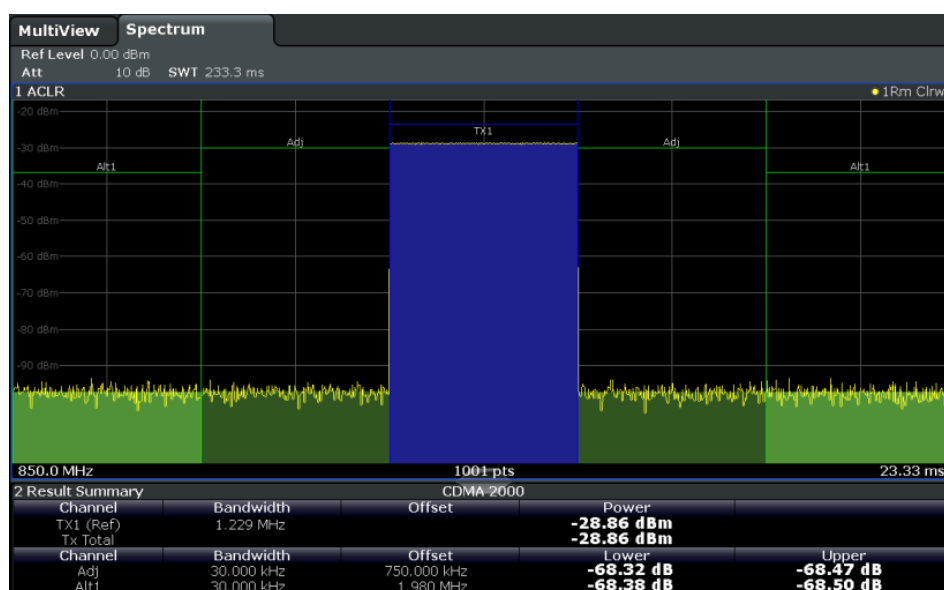 MultiView Spectrum
Ref Level 0.00 dBm
Att 10 dB SWT 233.3 ms
1 ACLR 1Rm Clrw
-20 dBm
TX1
Adj Adj
-30 dBm
Alt1 Alt1
-40 dBm
-50 dBm
-60 dBm
-70 dBm
-80 dBm
-90 dBm
850.0 MHz 1001 pts 23.33 ms
2 Result Summary CDMA 2000
Channel Bandwidth Offset Power
TX1 (Ref) 1.229 MHz -28.86 dBm
Tx Total -28.86 dBm
Channel Bandwidth Offset Lower Upper
Adj 30.000 kHz 750.000 kHz -68.32 dB -68.47 dB
Alt1 30.000 kHz 1.980 MHz -68.38 dB -68.50 dB